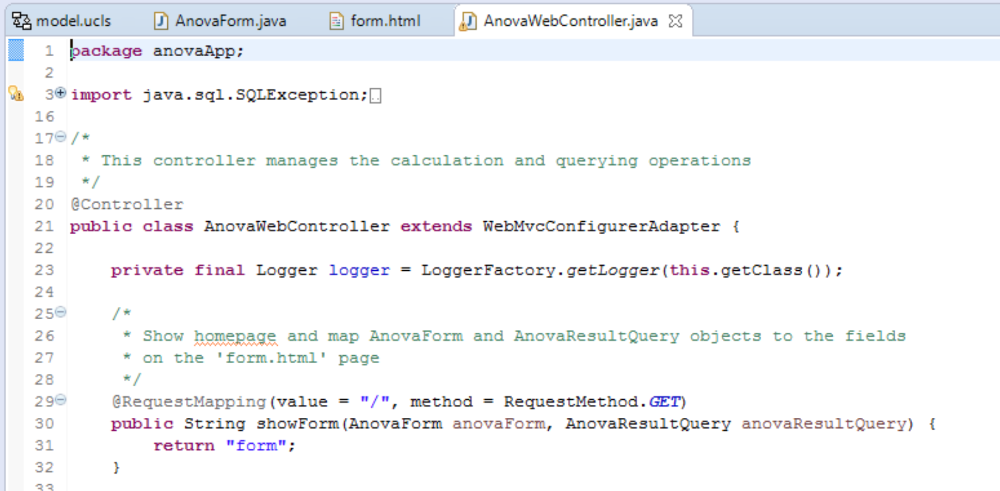 model.ucls AnovaForm.java form.html AnovaWebController.java
1 package anovaApp;
2
3 import java.sql.SQLException;
16
17 /*
18 * This controller manages the calculation and querying operations
19 */
20 @Controller
21 public class AnovaWebController extends WebMvcConfigurerAdapter {
22
23 private final Logger logger = LoggerFactory.getLogger(this.getClass());
24
25 /*
26 * Show homepage and map AnovaForm and AnovaResultQuery objects to the fields
27 * on the 'form.html' page
28 */
29 @RequestMapping(value = "/", method = RequestMethod.GET)
30 public String showForm(AnovaForm anovaForm, AnovaResultQuery anovaResultQuery) {
31 return "form";
32 }
33